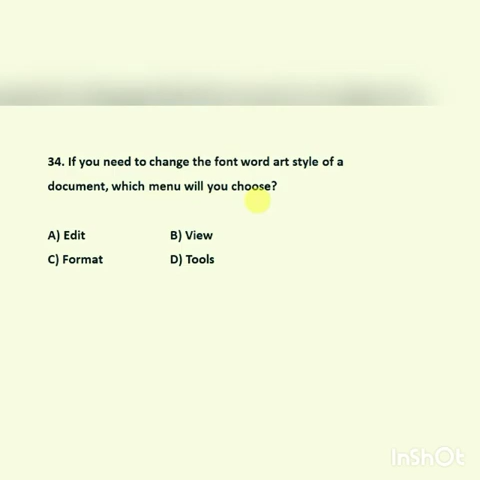 34. If you need to change the font word art style of a
document, which menu will you choose?
A) Edit B) View
C) Format D) Tools
InShOt